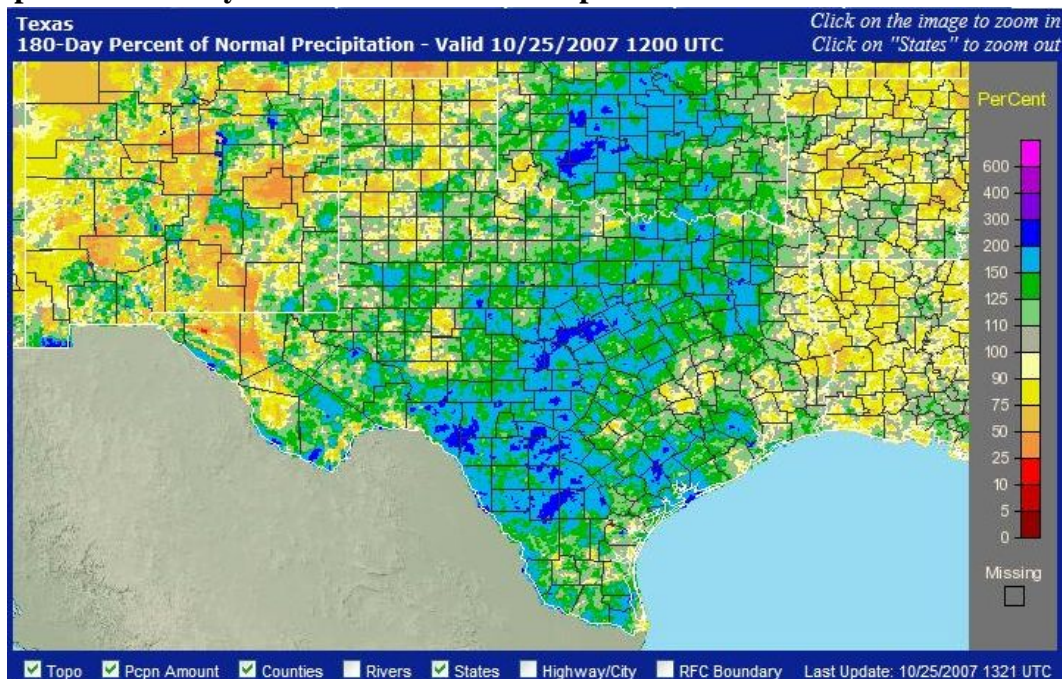 Texas
180-Day Percent of Normal Precipitation - Valid 10/25/2007 1200 UTC
Click on the image to zoom in
Click on "States" to zoom out
PerCent
600
400
300
200
150
125
110
100
90
75
50
25
10
5
0
Missing
Topo Pcpn Amount Counties Rivers States Highway/City RFC Boundary Last Update: 10/25/2007 1321 UTC